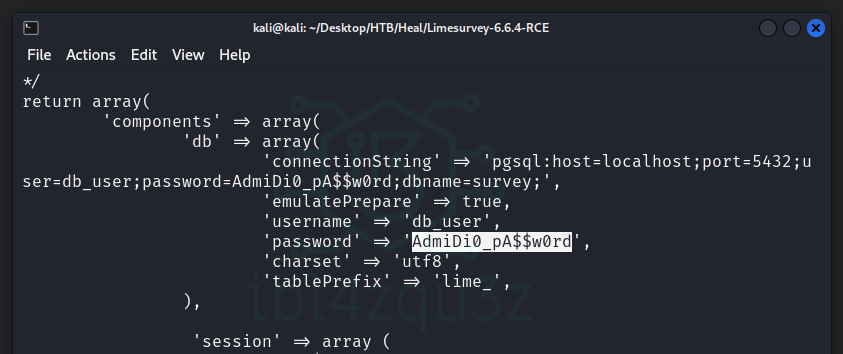 kali@kali: ~/Desktop/HTB/Heal/Limesurvey-6.6.4-RCE
File Actions Edit View Help
*/
return array(
'components' => array(
'db' => array(
'connectionString' => 'pgsql:host=localhost;port=5432;u
ser=db_user;password=AdmiDi0_pA$$w0rd;dbname=survey;',
'emulatePrepare' => true,
'username' => 'db_user',
'password' => 'AdmiDi0_pA$$w0rd',
'charset' => 'utf8',
'tablePrefix' => 'lime_',
),
ibl4zqu3z
'session' => array (